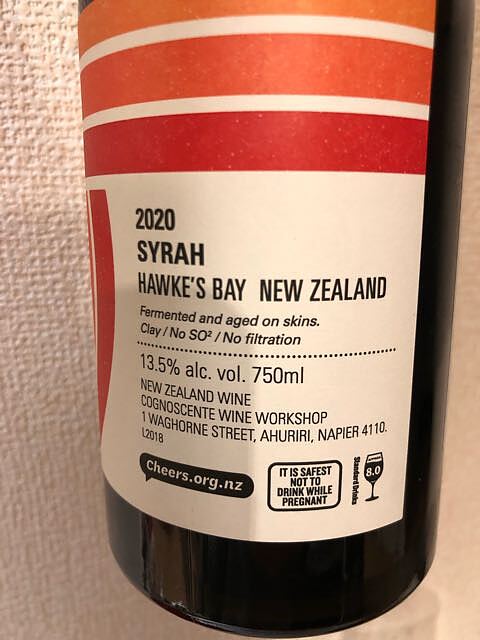 2020
SYRAH
HAWKE'S BAY NEW ZEALAND
Fermented and aged on skins.
Clay / No SO² / No filtration
13.5% alc. vol. 750ml
NEW ZEALAND WINE
COGNOSCENTE WINE WORKSHOP
1 WAGHORNE STREET, AHURIRI, NAPIER 4110.
L2018
Cheers.org.nz
IT IS SAFEST
NOT TO
DRINK WHILE
PREGNANT
Standard Drinks
8.0